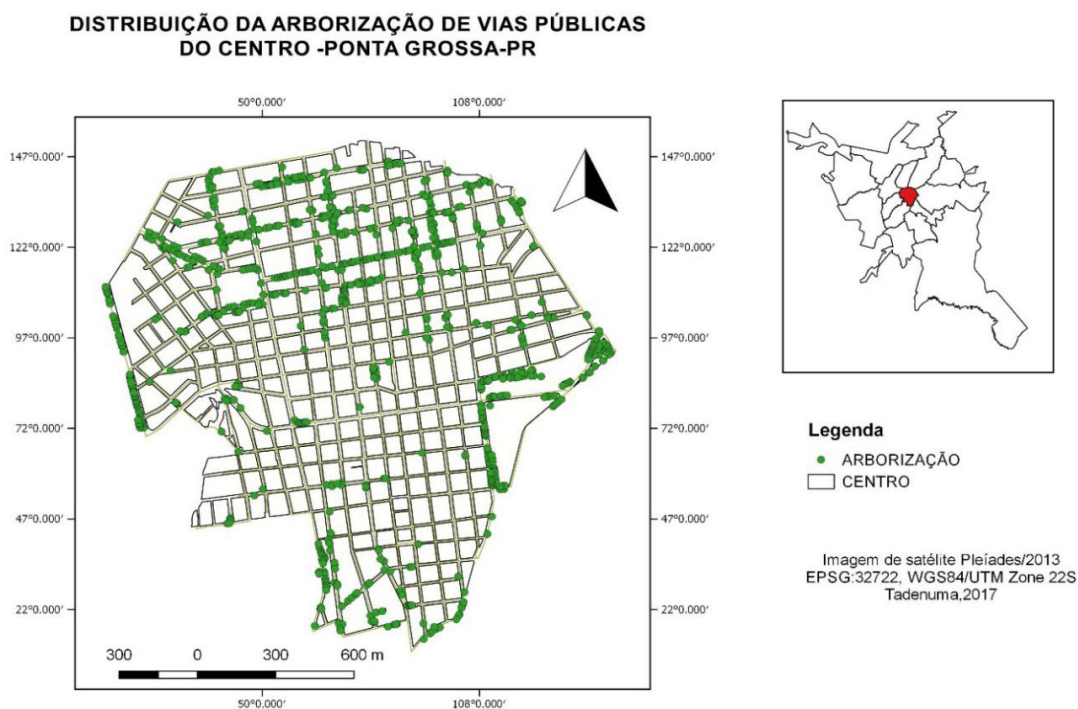 DISTRIBUIÇÃO DA ARBORIZAÇÃO DE VIAS PÚBLICAS
DO CENTRO -PONTA GROSSA-PR
50°0.000′ 108°0.000′
147°0.000′ 147°0.000′
122°0.000′ 122°0.000′
97°0.000′ 97°0.000′
72°0.000′ 72°0.000′
47°0.000′ 47°0.000′
22°0.000′ 22°0.000′
300 0 300 600 m
50°0.000′ 108°0.000′
Legenda
ARBORIZAÇÃO
CENTRO
Imagem de satélite Pleíades/2013
EPSG:32722, WGS84/UTM Zone 22S
Tadenuma,2017